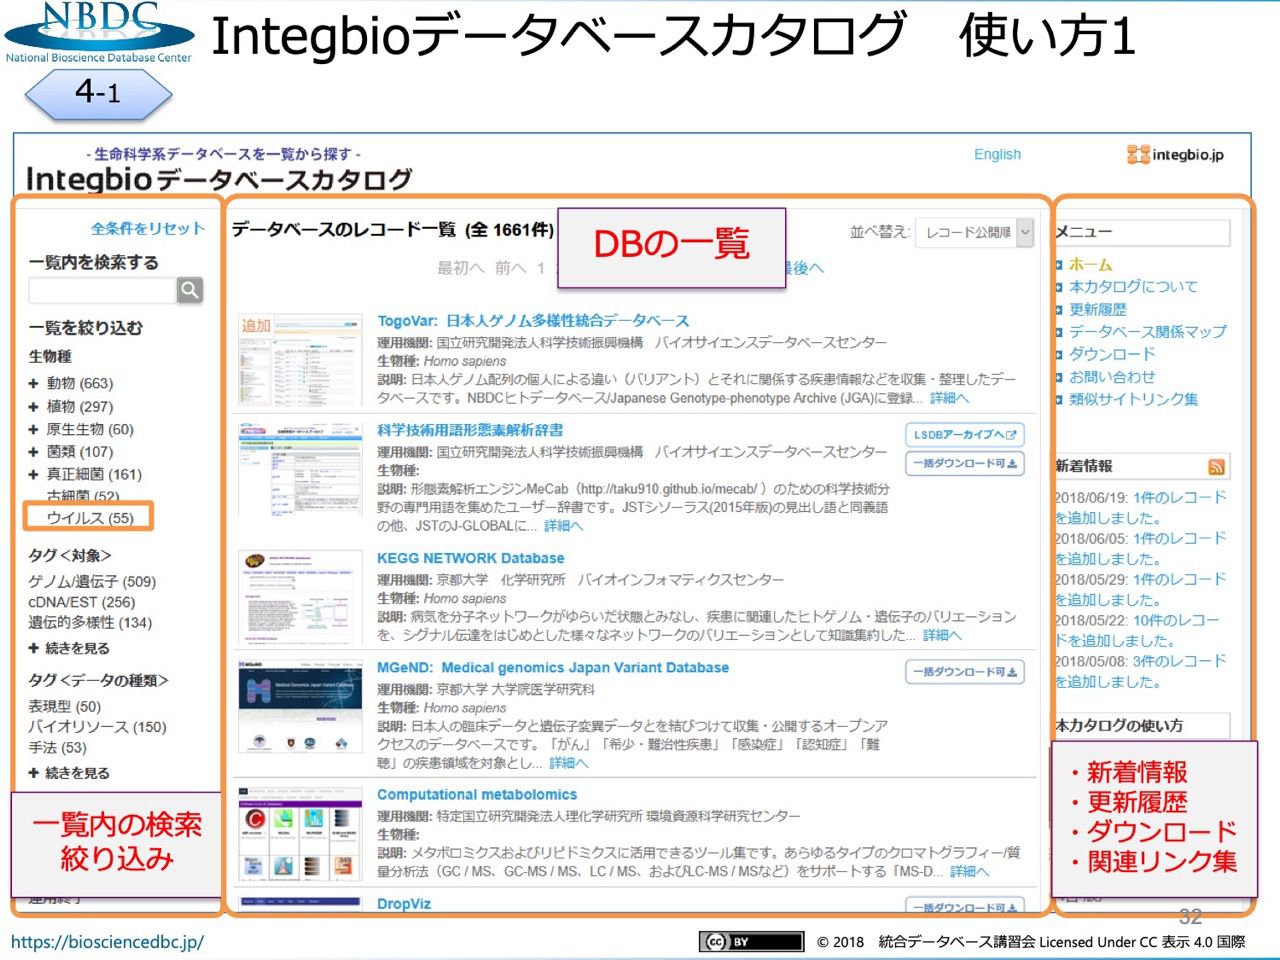 NBDC
National Bioscience Database Center
Integbioデータベースカタログ　使い方1
4-1
- 生命科学系データベースを一覧から探す -
Integbioデータベースカタログ
English
integbio.jp
全条件をリセット
一覧内を検索する
一覧を絞り込む
生物種
+ 動物 (663)
+ 植物 (297)
+ 原生生物 (60)
+ 菌類 (107)
+ 真正細菌 (161)
古細菌 (52)
ウイルス (55)
タグ<対象>
ゲノム/遺伝子 (509)
cDNA/EST (256)
遺伝的多様性 (134)
+ 続きを見る
タグ<データの種類>
表現型 (50)
バイオリソース (150)
手法 (53)
+ 続きを見る
一覧内の検索
絞り込み
運用終了
データベースのレコード一覧 (全 1661件)
DBの一覧
並べ替え: レコード公開順
最初へ 前へ 1
最後へ
追加
TogoVar: 日本人ゲノム多様性統合データベース
運用機関: 国立研究開発法人科学技術振興機構　バイオサイエンスデータベースセンター
生物種: Homo sapiens
説明: 日本人ゲノム配列の個人による違い（バリアント）とそれに関係する疾患情報などを収集・整理したデー
タベースです。NBDCヒトデータベース/Japanese Genotype-phenotype Archive (JGA)に登録... 詳細へ
科学技術用語形態素解析辞書
LSDBアーカイブへ
運用機関: 国立研究開発法人科学技術振興機構　バイオサイエンスデータベースセンター
一括ダウンロード可
生物種:
説明: 形態素解析エンジンMeCab（http://taku910.github.io/mecab/ ）のための科学技術分
野の専門用語を集めたユーザー辞書です。JSTシソーラス(2015年版)の見出し語と同義語
の他、JSTのJ-GLOBALに... 詳細へ
KEGG NETWORK Database
運用機関: 京都大学　化学研究所　バイオインフォマティクスセンター
生物種: Homo sapiens
説明: 病気を分子ネットワークがゆらいだ状態とみなし、疾患に関連したヒトゲノム・遺伝子のバリエーション
を、シグナル伝達をはじめとした様々なネットワークのバリエーションとして知識集約した... 詳細へ
MGeND: Medical genomics Japan Variant Database
一括ダウンロード可
運用機関: 京都大学 大学院医学研究科
生物種: Homo sapiens
説明: 日本人の臨床データと遺伝子変異データとを結びつけて収集・公開するオープンア
クセスのデータベースです。「がん」「希少・難治性疾患」「感染症」「認知症」「難
聴」の疾患領域を対象とし... 詳細へ
Computational metabolomics
運用機関: 特定国立研究開発法人理化学研究所 環境資源科学研究センター
生物種:
説明: メタボロミクスおよびリピドミクスに活用できるツール集です。あらゆるタイプのクロマトグラフィー/質
量分析法（GC / MS、GC-MS / MS、LC / MS、およびLC-MS / MSなど）をサポートする「MS-D... 詳細へ
DropViz
一括ダウンロード可
メニュー
ホーム
本カタログについて
更新履歴
データベース関係マップ
ダウンロード
お問い合わせ
類似サイトリンク集
新着情報
2018/06/19: 1件のレコード
を追加しました。
2018/06/05: 1件のレコード
を追加しました。
2018/05/29: 1件のレコード
を追加しました。
2018/05/22: 10件のレコー
ドを追加しました。
2018/05/08: 3件のレコード
を追加しました。
本カタログの使い方
・新着情報
・更新履歴
・ダウンロード
・関連リンク集
32
https://biosciencedbc.jp/
cc BY
© 2018　統合データベース講習会 Licensed Under CC 表示 4.0 国際